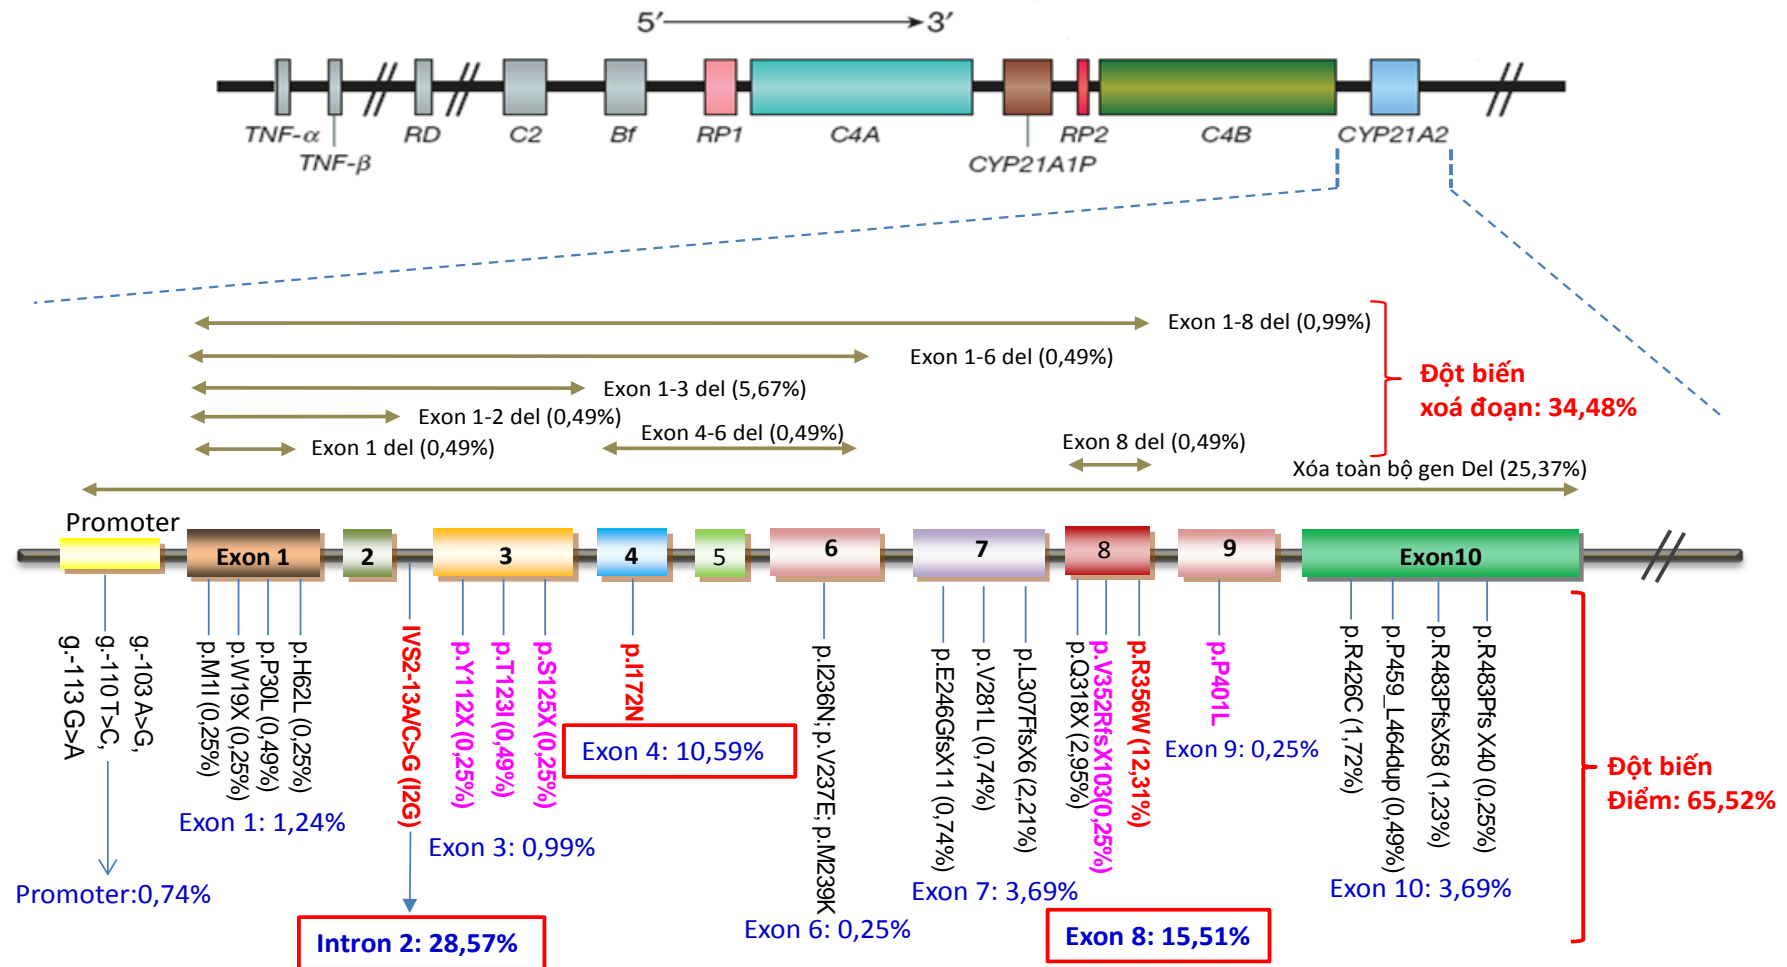 5′ 3′
TNF-α
TNF-β
RD
C2
Bf
RP1
C4A
CYP21A1P
RP2
C4B
CYP21A2
Exon 1-8 del (0,99%)
Exon 1-6 del (0,49%)
Exon 1-3 del (5,67%)
Exon 1-2 del (0,49%)
Exon 4-6 del (0,49%)
Exon 1 del (0,49%)
Exon 8 del (0,49%)
Đột biến
xoá đoạn: 34,48%
Xóa toàn bộ gen Del (25,37%)
Promoter
Exon 1
2
3
4
5
6
7
8
9
Exon10
g.-113 G>A
g.-110 T>C,
g.-103 A>G,
p.M1I (0,25%)
p.W19X (0,25%)
p.P30L (0,49%)
p.H62L (0,25%)
IVS2-13A/C>G (I2G)
p.Y112X (0,25%)
p.T123I (0,49%)
p.S125X (0,25%)
p.I172N
p.I236N; p.V237E; p.M239K
p.E246GfsX11 (0,74%)
p.V281L (0,74%)
p.L307FfsX6 (2,21%)
p.Q318X (2,95%)
p.V352RfsX103(0,25%)
p.R356W (12,31%)
p.P401L
p.R426C (1,72%)
p.P459_L464dup (0,49%)
p.R483PfsX58 (1,23%)
p.R483Pfs X40 (0,25%)
Promoter:0,74%
Exon 1: 1,24%
Intron 2: 28,57%
Exon 3: 0,99%
Exon 4: 10,59%
Exon 6: 0,25%
Exon 7: 3,69%
Exon 8: 15,51%
Exon 9: 0,25%
Exon 10: 3,69%
Đột biến
Điểm: 65,52%